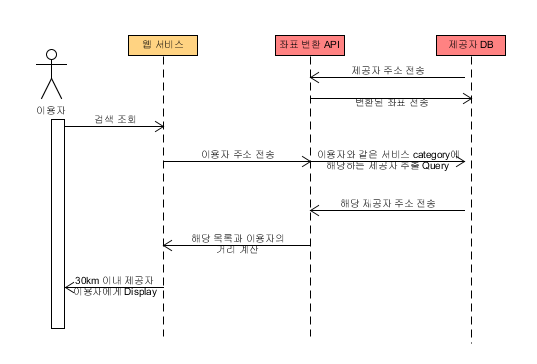 웹 서비스
좌표 변환 API
제공자 DB
제공자 주소 전송
변환된 좌표 전송
이용자
검색 조회
이용자 주소 전송
이용자와 같은 서비스 category에
해당하는 제공자 추출 Query
해당 제공자 주소 전송
해당 목록과 이용자의
거리 계산
30km 이내 제공자
이용자에게 Display